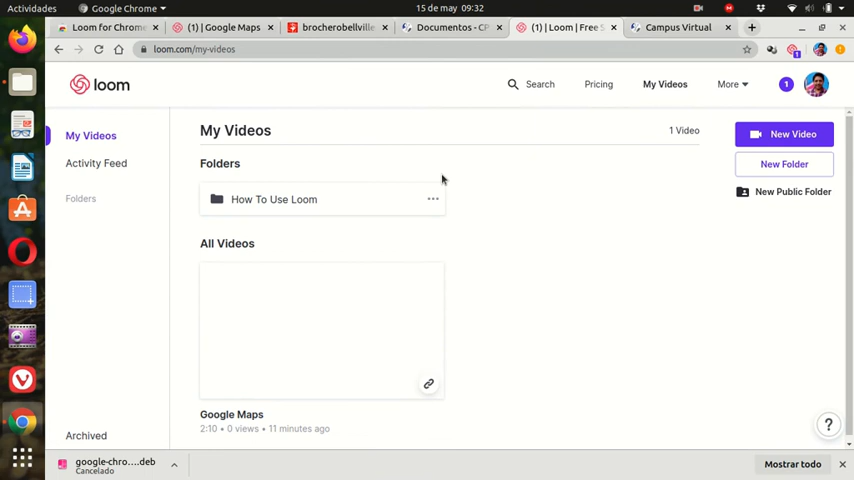 Actividades
Google Chrome
15 de may 09:32
Loom for Chrome
(1) | Google Maps
brocherobellville
Documentos - CP
(1) Loom | Free S
Campus Virtual
loom.com/my-videos
1
loom
Search
Pricing
My Videos
More
1
My Videos
Activity Feed
Folders
Archived
My Videos
1 Video
Folders
How To Use Loom
All Videos
Google Maps
2:10 • 0 views • 11 minutes ago
New Video
New Folder
New Public Folder
?
google-chro....deb
Cancelado
Mostrar todo